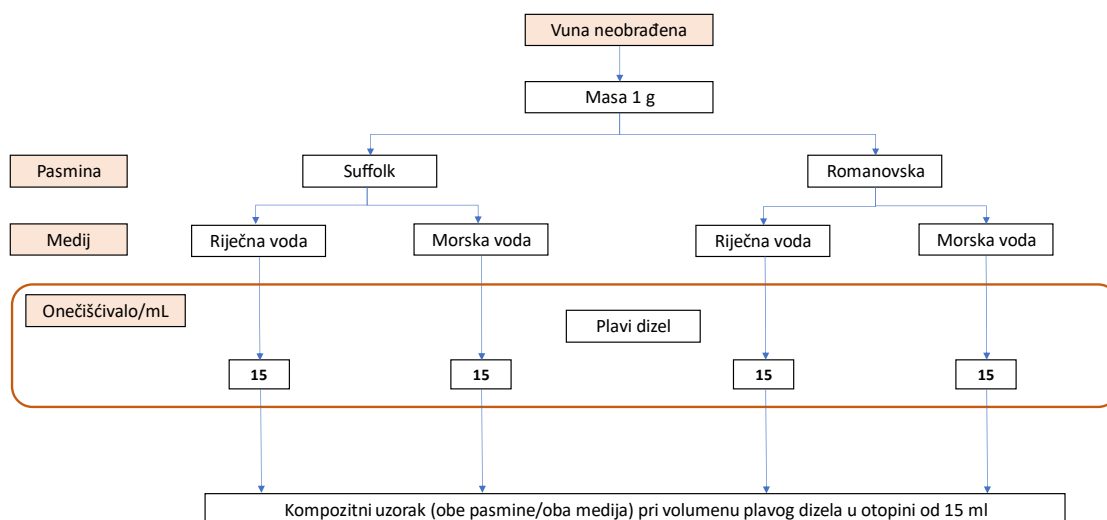 Vuna neobrađena
Masa 1 g
Pasmina
Suffolk
Romanovska
Medij
Riječna voda
Morska voda
Riječna voda
Morska voda
Onečišćivalo/mL
Plavi dizel
15
15
15
15
Kompozitni uzorak (obe pasmine/oba medija) pri volumenu plavog dizela u otopini od 15 ml